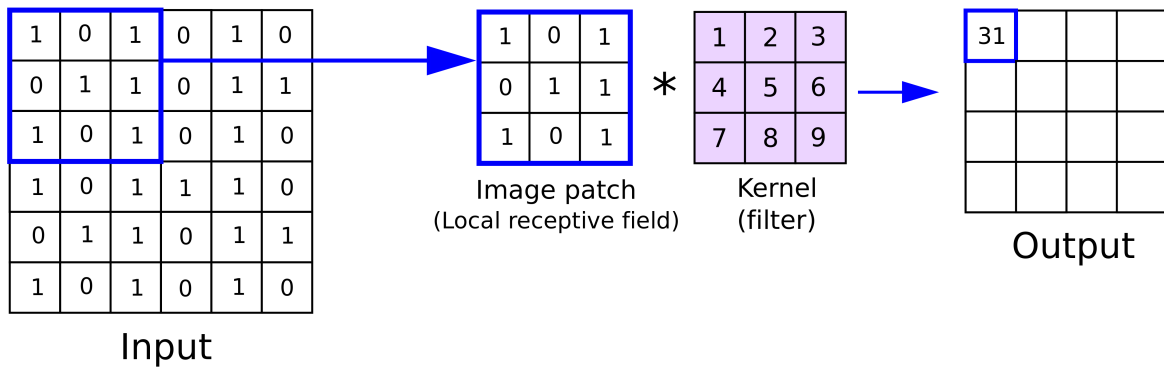 1 0 1 0 1 0
0 1 1 0 1 1
1 0 1 0 1 0
1 0 1 1 1 0
0 1 1 0 1 1
1 0 1 0 1 0
Input
1 0 1
0 1 1
1 0 1
Image patch
(Local receptive field)
*
1 2 3
4 5 6
7 8 9
Kernel
(filter)
31
Output